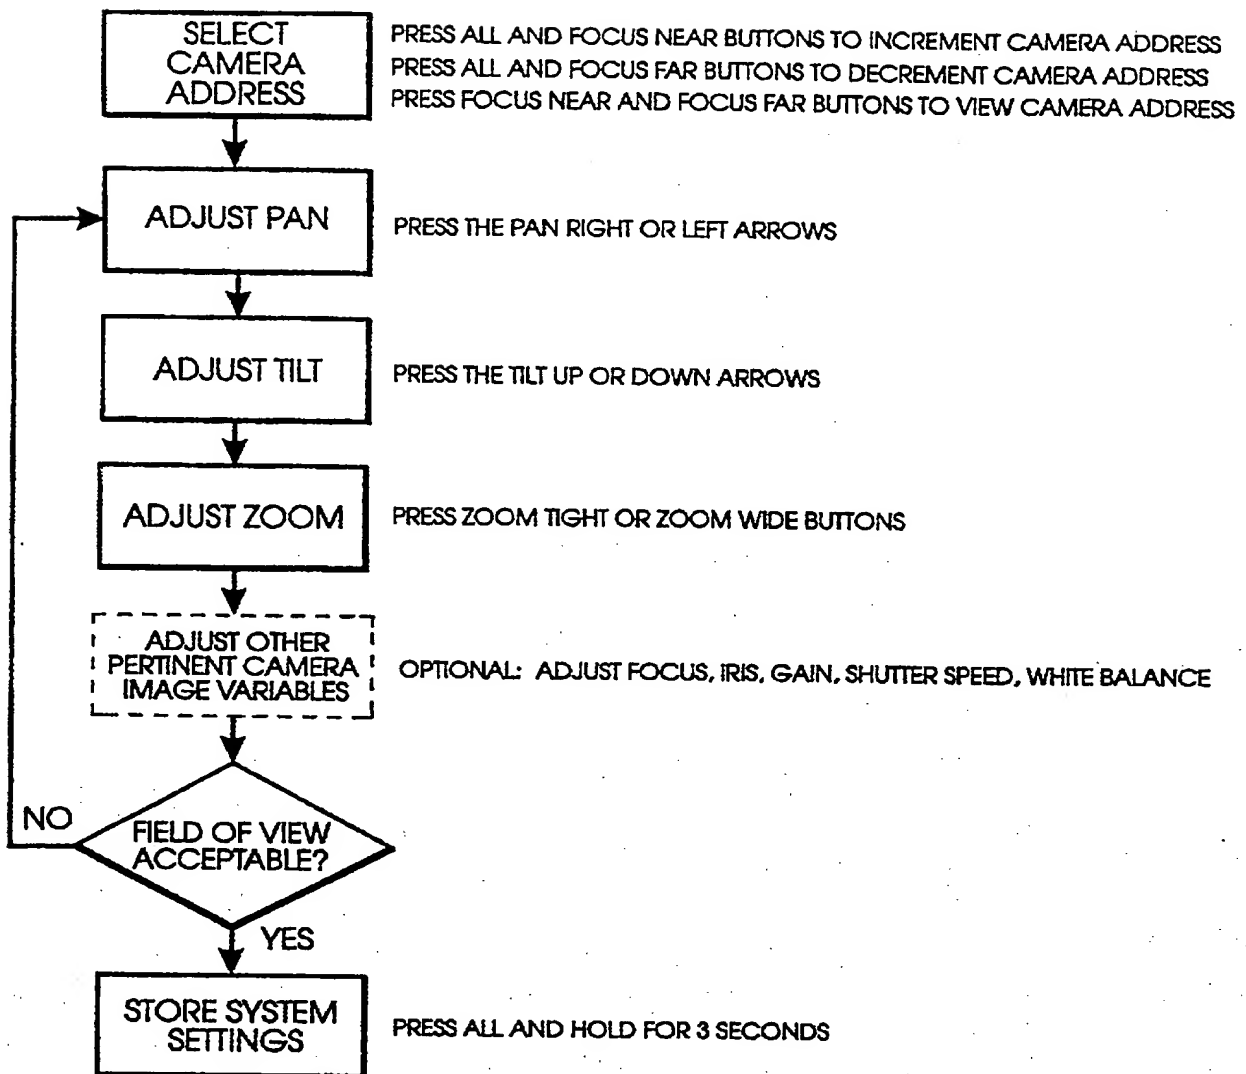 SELECT
CAMERA
ADDRESS
PRESS ALL AND FOCUS NEAR BUTTONS TO INCREMENT CAMERA ADDRESS
PRESS ALL AND FOCUS FAR BUTTONS TO DECREMENT CAMERA ADDRESS
PRESS FOCUS NEAR AND FOCUS FAR BUTTONS TO VIEW CAMERA ADDRESS
ADJUST PAN
PRESS THE PAN RIGHT OR LEFT ARROWS
ADJUST TILT
PRESS THE TILT UP OR DOWN ARROWS
ADJUST ZOOM
PRESS ZOOM TIGHT OR ZOOM WIDE BUTTONS
ADJUST OTHER
PERTINENT CAMERA
IMAGE VARIABLES
OPTIONAL: ADJUST FOCUS, IRIS, GAIN, SHUTTER SPEED, WHITE BALANCE
FIELD OF VIEW
ACCEPTABLE?
NO
YES
STORE SYSTEM
SETTINGS
PRESS ALL AND HOLD FOR 3 SECONDS